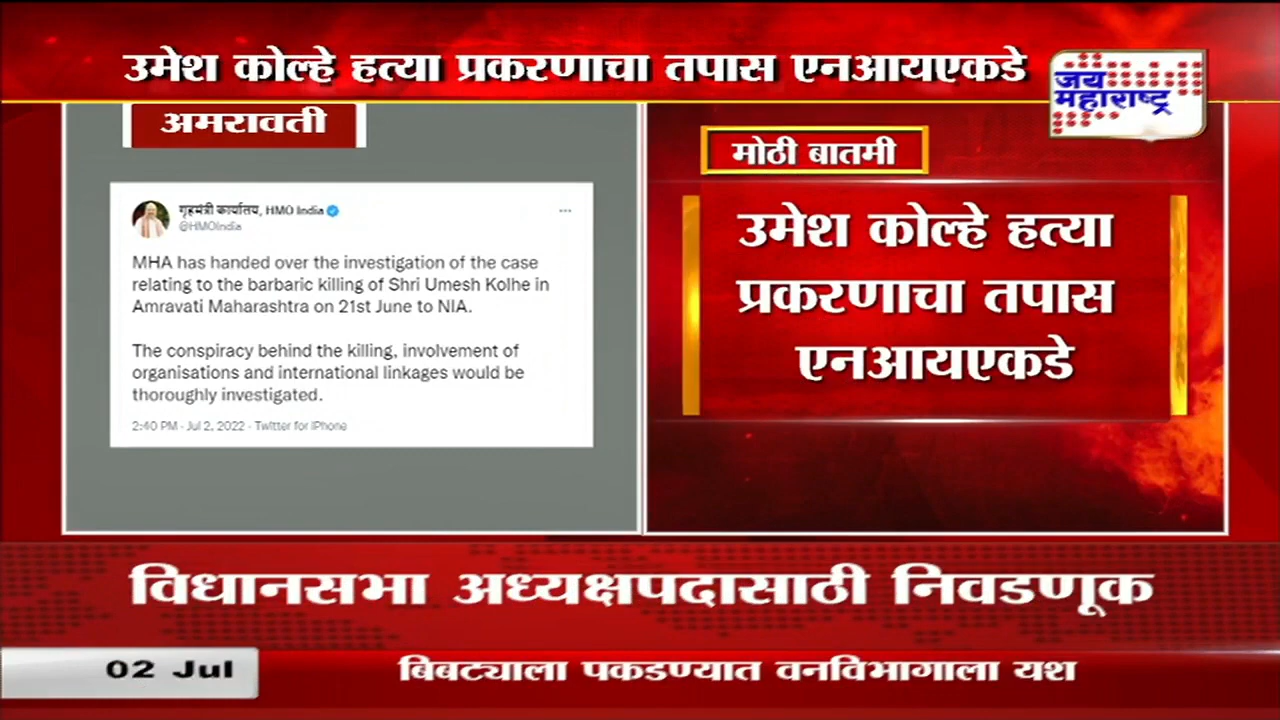 उमेश कोल्हे हत्या प्रकरणाचा तपास एनआयएकडे
जय
महाराष्ट्र
अमरावती
गृहमंत्री कार्यालय, HMO India
@HMOIndia
MHA has handed over the investigation of the case
relating to the barbaric killing of Shri Umesh Kolhe in
Amravati Maharashtra on 21st June to NIA.
The conspiracy behind the killing, involvement of
organisations and international linkages would be
thoroughly investigated.
2:40 PM · Jul 2, 2022 · Twitter for iPhone
मोठी बातमी
उमेश कोल्हे हत्या
प्रकरणाचा तपास
एनआयएकडे
विधानसभा अध्यक्षपदासाठी निवडणूक
02 Jul
बिबट्याला पकडण्यात वनविभागाला यश